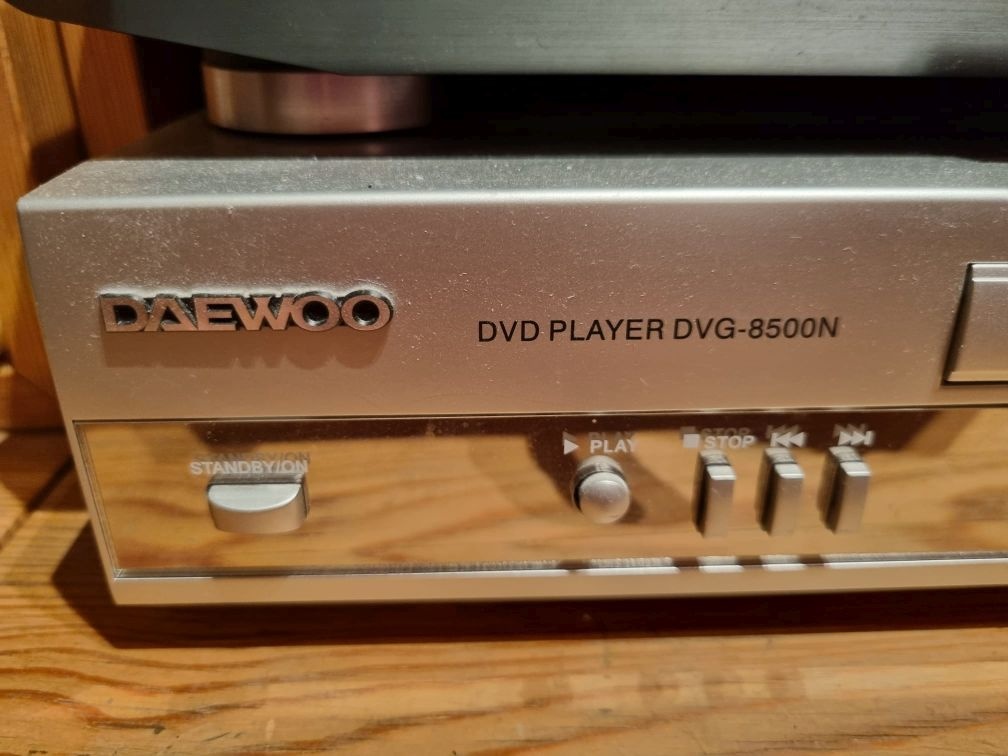 DAEWOO
DVD PLAYER DVG-8500N
STANDBY/ON
PLAY
STOP